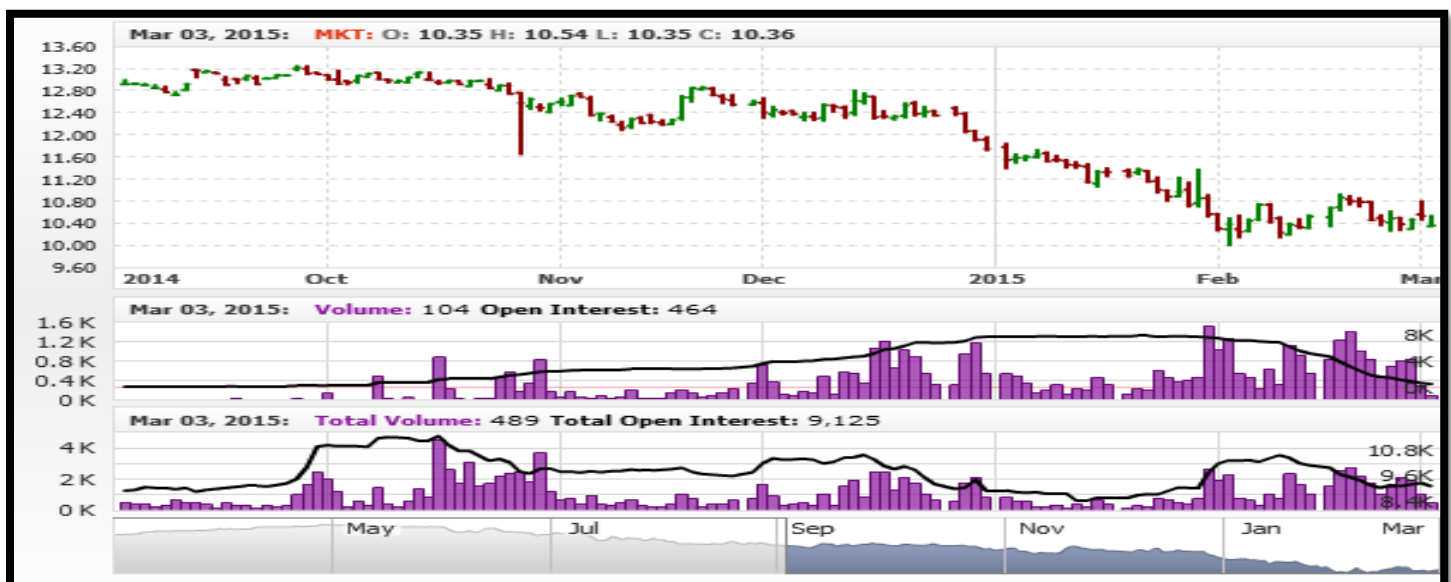 Mar 03, 2015: MKT: O: 10.35 H: 10.54 L: 10.35 C: 10.36
13.60
13.20
12.80
12.40
12.00
11.60
11.20
10.80
10.40
10.00
9.60
2014 Oct Nov Dec 2015 Feb Mar
Mar 03, 2015: Volume: 104 Open Interest: 464
1.6 K
1.2 K
0.8 K
0.4 K
0 K
8K
4K
0K
Mar 03, 2015: Total Volume: 489 Total Open Interest: 9,125
4 K
2 K
0 K
10.8K
9.6K
8.4K
May Jul Sep Nov Jan Mar